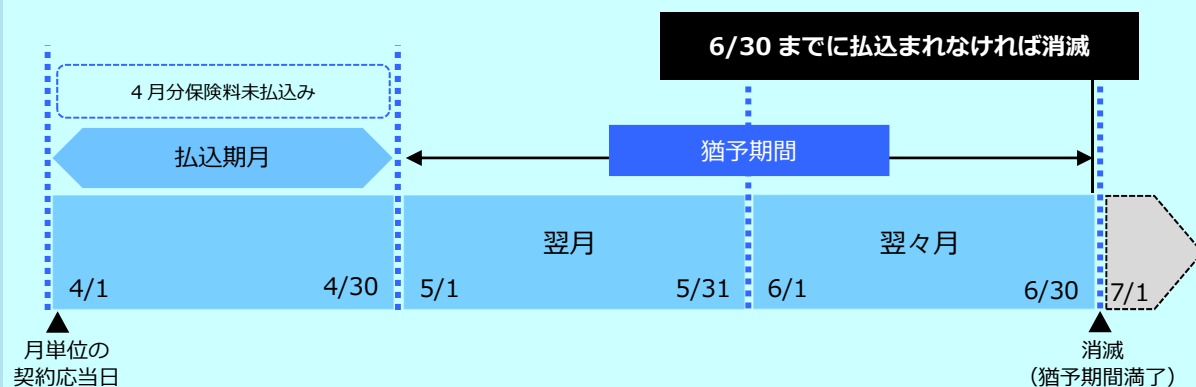 6/30 までに払込まれなければ消滅
4 月分保険料未払込み
払込期月
猶予期間
翌月
翌々月
4/1
4/30
5/1
5/31
6/1
6/30
7/1
月単位の
契約応当日
消滅
（猶予期間満了）